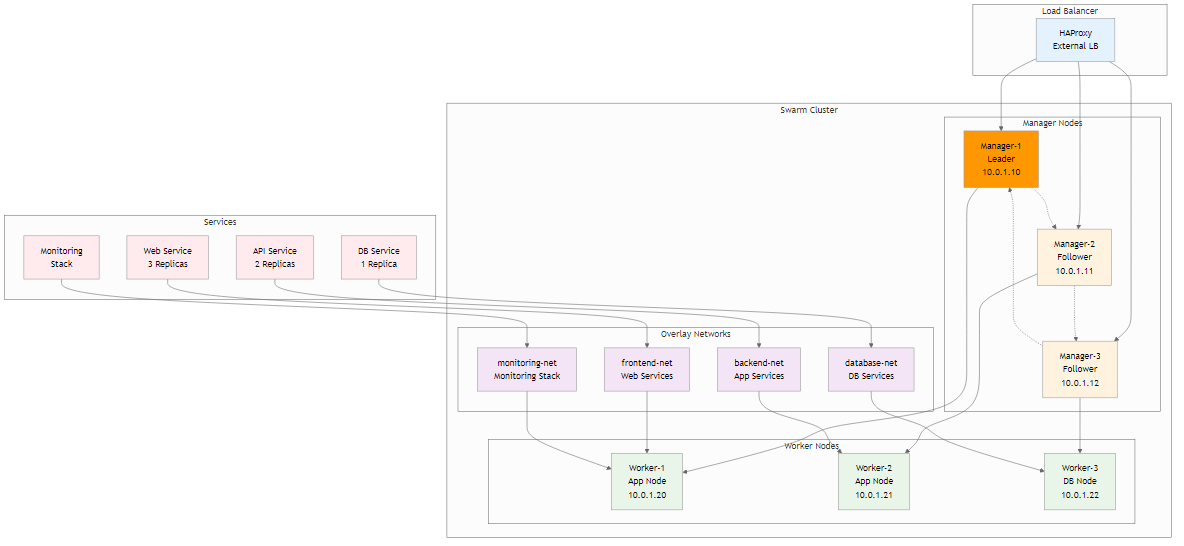 Load Balancer
HAProxy
External LB
Swarm Cluster
Manager Nodes
Manager-1
Leader
10.0.1.10
Manager-2
Follower
10.0.1.11
Manager-3
Follower
10.0.1.12
Services
Monitoring
Stack
Web Service
3 Replicas
API Service
2 Replicas
DB Service
1 Replica
Overlay Networks
monitoring-net
Monitoring Stack
frontend-net
Web Services
backend-net
App Services
database-net
DB Services
Worker Nodes
Worker-1
App Node
10.0.1.20
Worker-2
App Node
10.0.1.21
Worker-3
DB Node
10.0.1.22